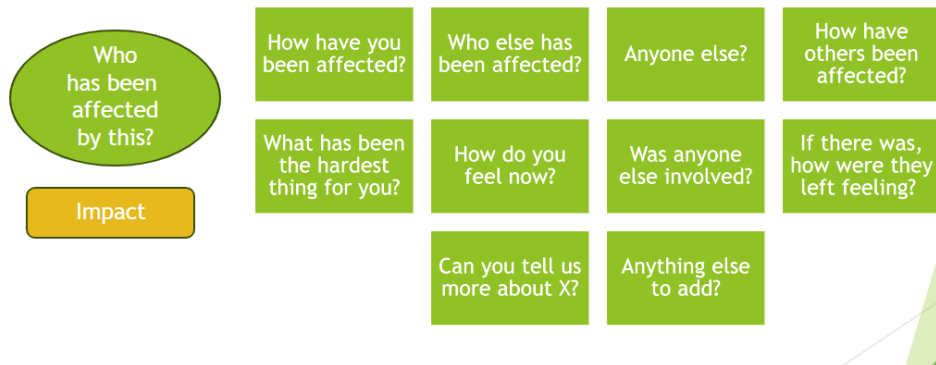 Who
has been
affected
by this?
Impact
How have you
been affected?
Who else has
been affected?
Anyone else?
How have
others been
affected?
What has been
the hardest
thing for you?
How do you
feel now?
Was anyone
else involved?
If there was,
how were they
left feeling?
Can you tell us
more about X?
Anything else
to add?